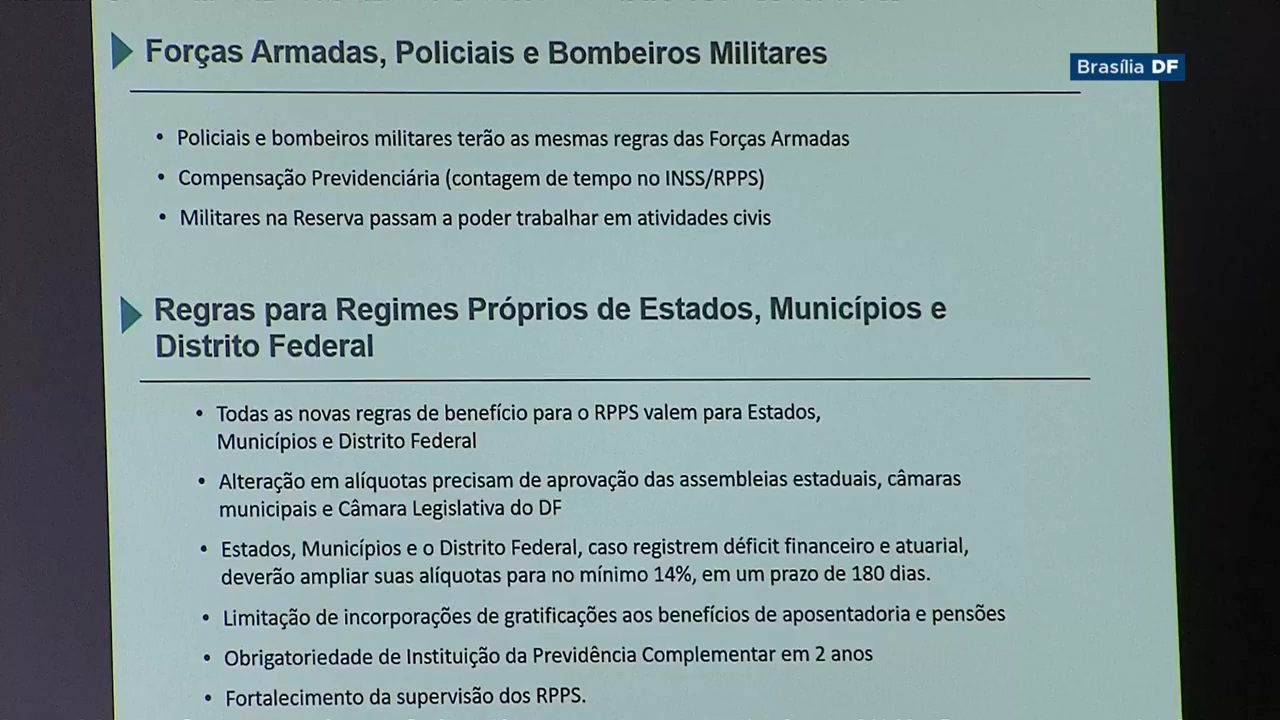 Forças Armadas, Policiais e Bombeiros Militares
Brasília DF
• Policiais e bombeiros militares terão as mesmas regras das Forças Armadas
• Compensação Previdenciária (contagem de tempo no INSS/RPPS)
• Militares na Reserva passam a poder trabalhar em atividades civis
Regras para Regimes Próprios de Estados, Municípios e
Distrito Federal
• Todas as novas regras de benefício para o RPPS valem para Estados,
Municípios e Distrito Federal
• Alteração em alíquotas precisam de aprovação das assembleias estaduais, câmaras
municipais e Câmara Legislativa do DF
• Estados, Municípios e o Distrito Federal, caso registrem déficit financeiro e atuarial,
deverão ampliar suas alíquotas para no mínimo 14%, em um prazo de 180 dias.
• Limitação de incorporações de gratificações aos benefícios de aposentadoria e pensões
• Obrigatoriedade de Instituição da Previdência Complementar em 2 anos
• Fortalecimento da supervisão dos RPPS.